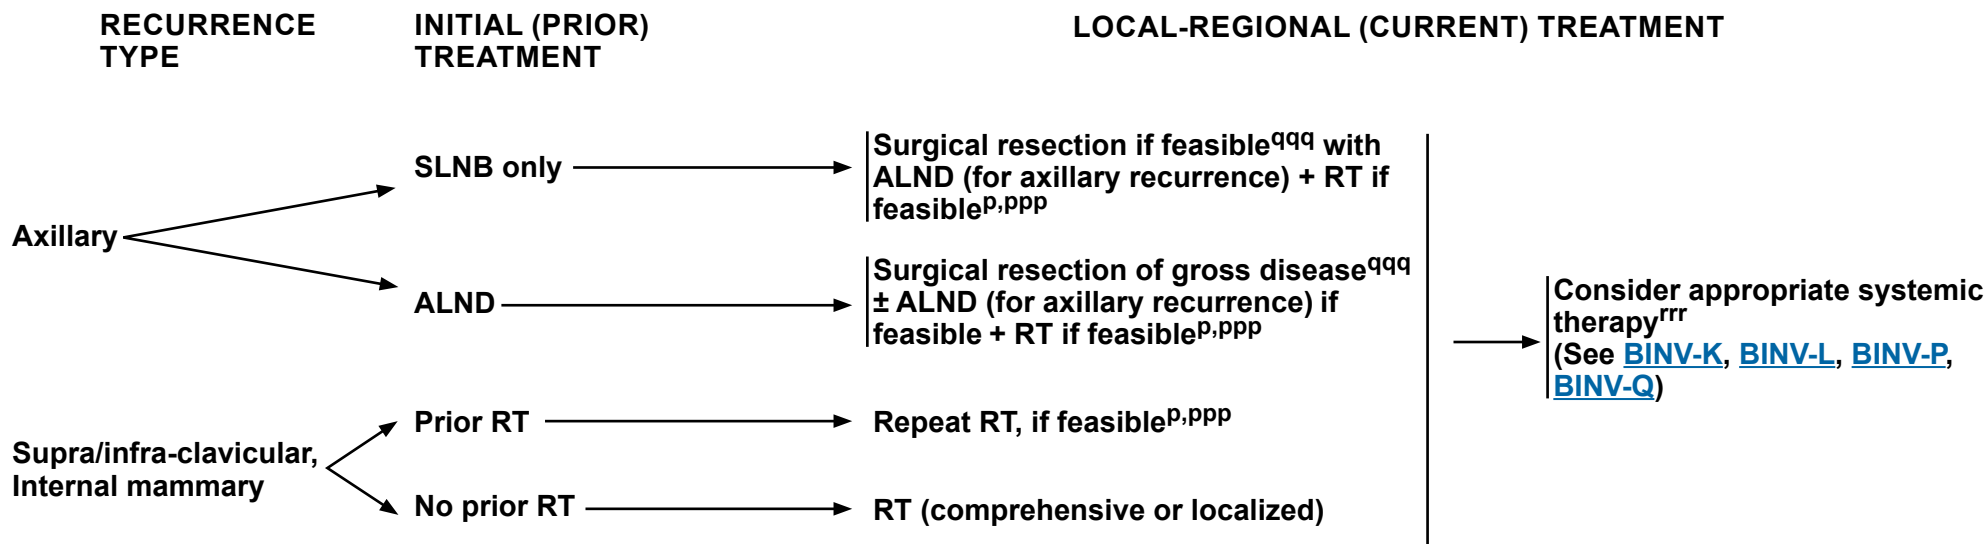 RECURRENCE
TYPE
INITIAL (PRIOR)
TREATMENT
LOCAL-REGIONAL (CURRENT) TREATMENT
Axillary
SLNB only
Surgical resection if feasibleqqq with
ALND (for axillary recurrence) + RT if
feasiblep,ppp
ALND
Surgical resection of gross diseaseqqq
± ALND (for axillary recurrence) if
feasible + RT if feasiblep,ppp
Supra/infra-clavicular,
Internal mammary
Prior RT
Repeat RT, if feasiblep,ppp
No prior RT
RT (comprehensive or localized)
Consider appropriate systemic
therapyrrr
(See BINV-K, BINV-L, BINV-P,
BINV-Q)